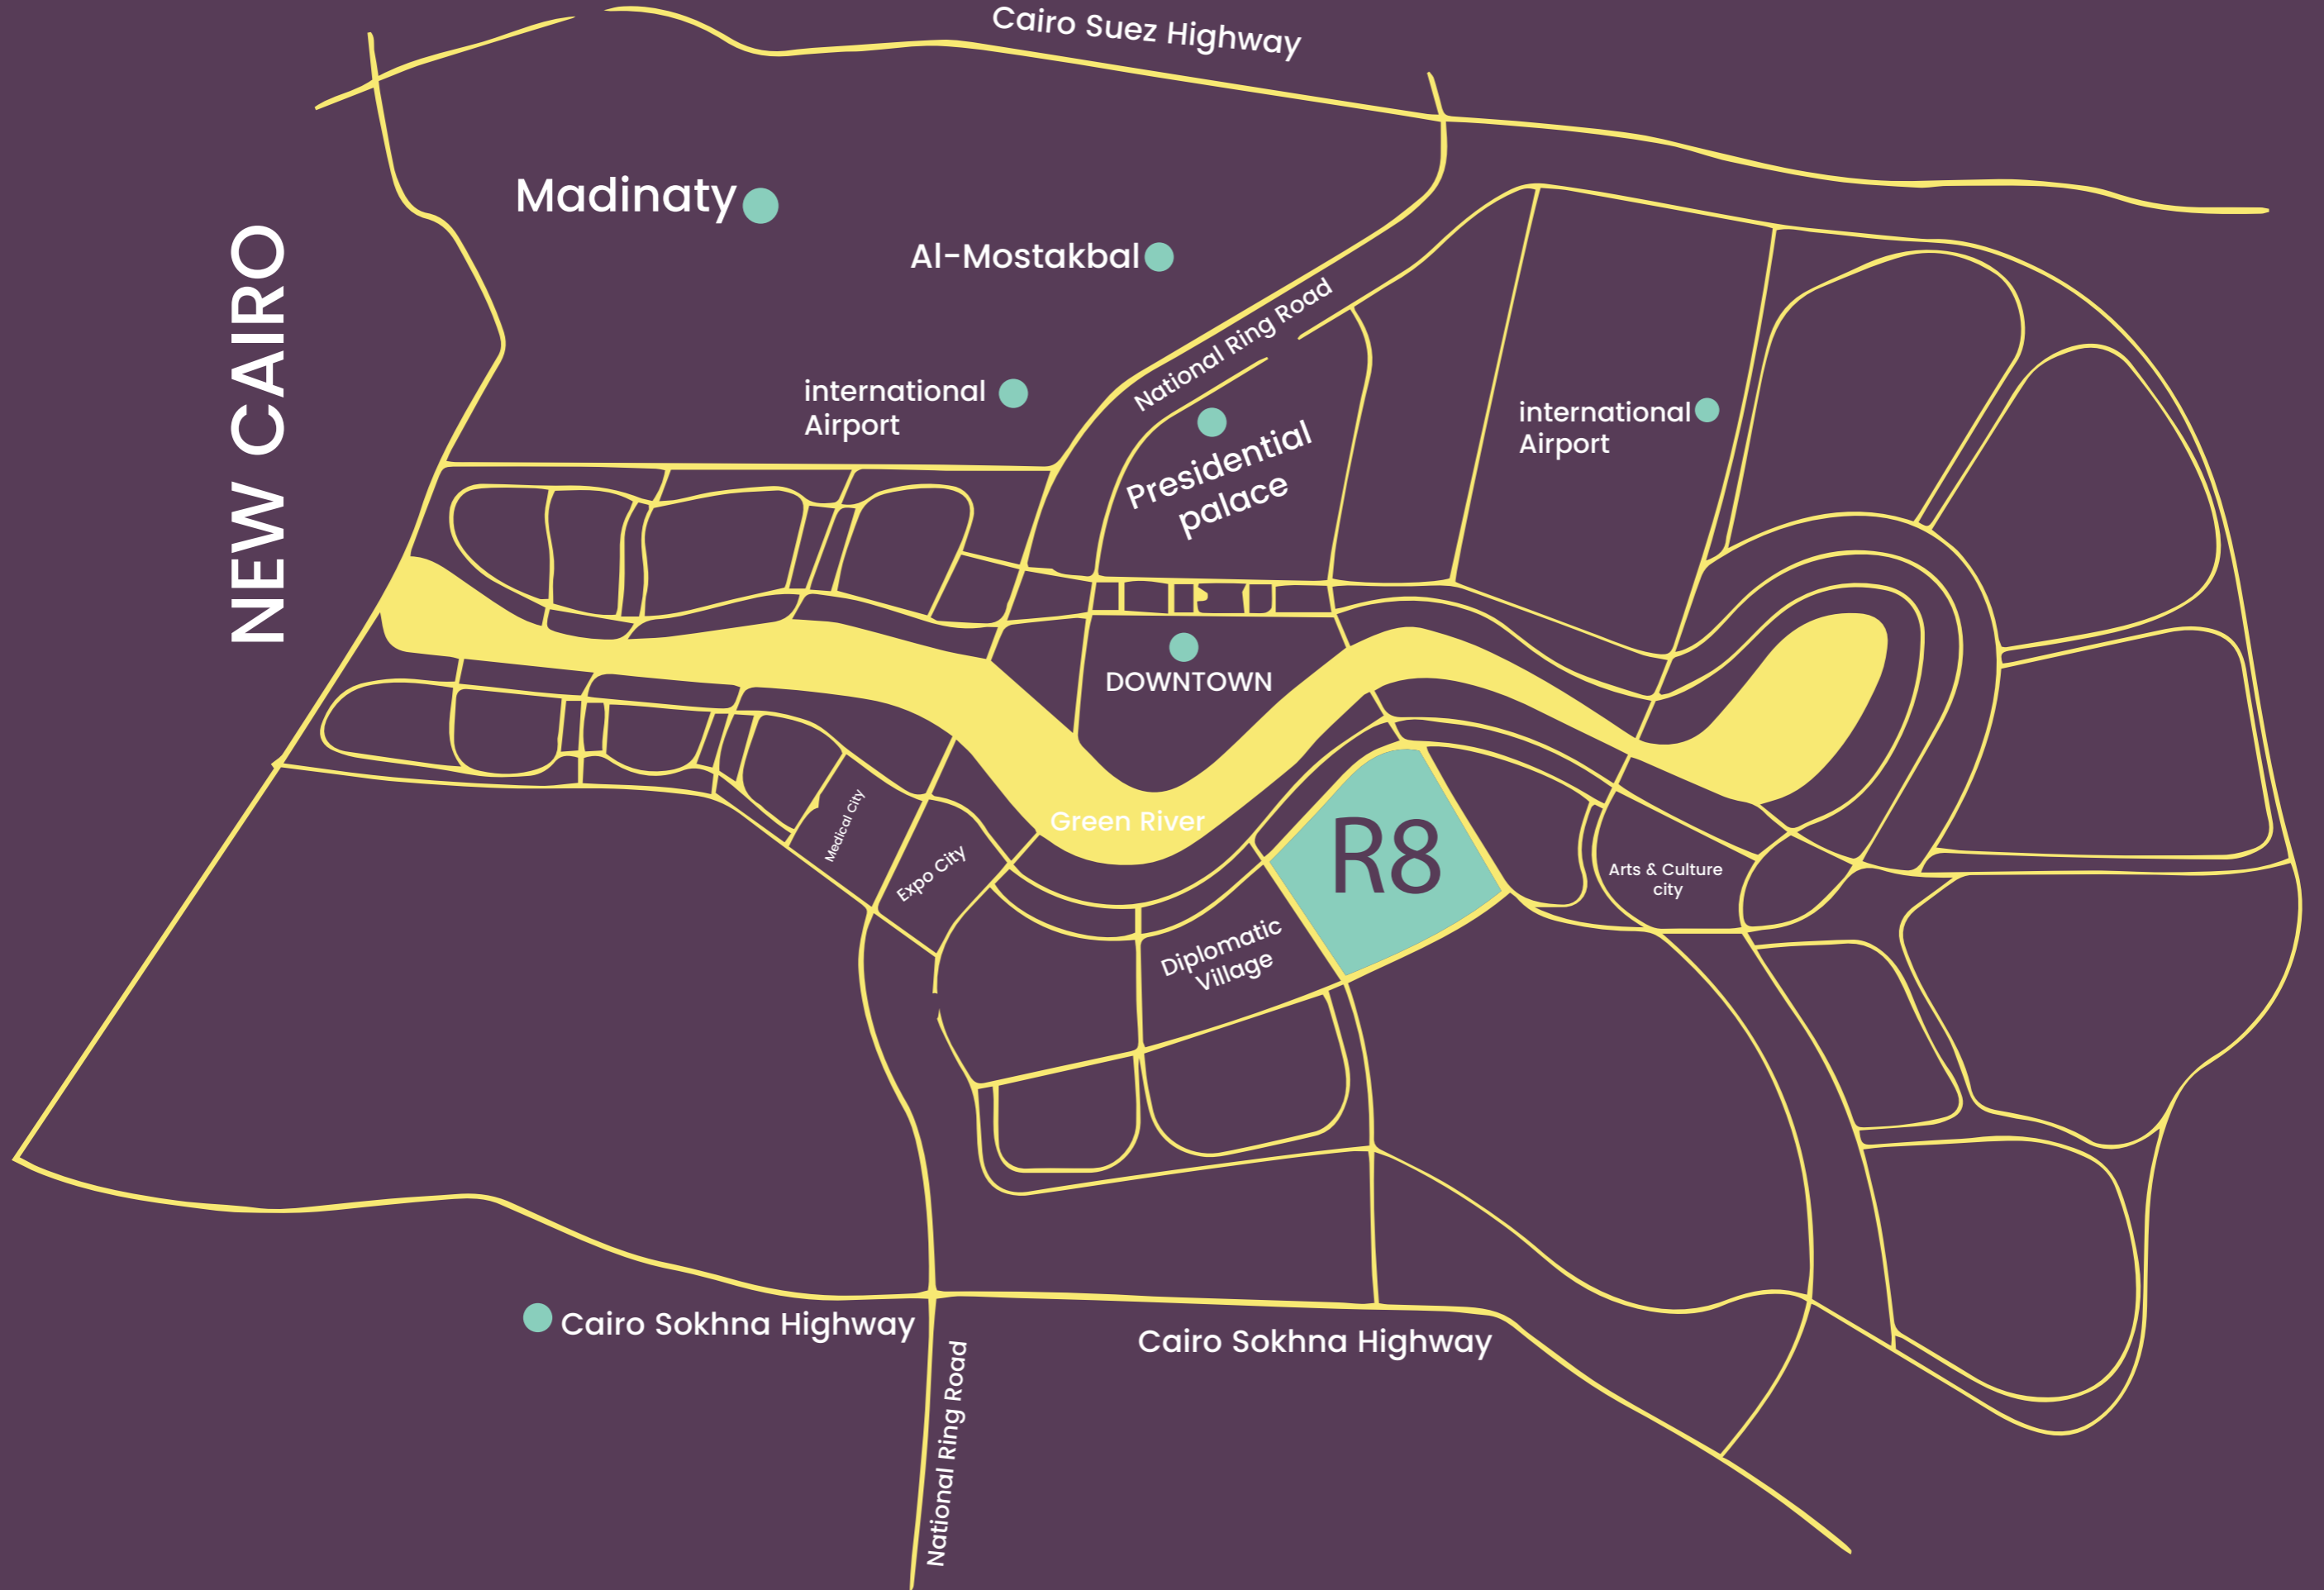 Cairo Suez Highway
Madinaty
NEW CAIRO
Al-Mostakbal
National Ring Road
international
Airport
international
Airport
Presidential
palace
DOWNTOWN
Green River
R8
Medical City
Expo City
Arts & Culture
city
Diplomatic
Village
Cairo Sokhna Highway
Cairo Sokhna Highway
National Ring Road